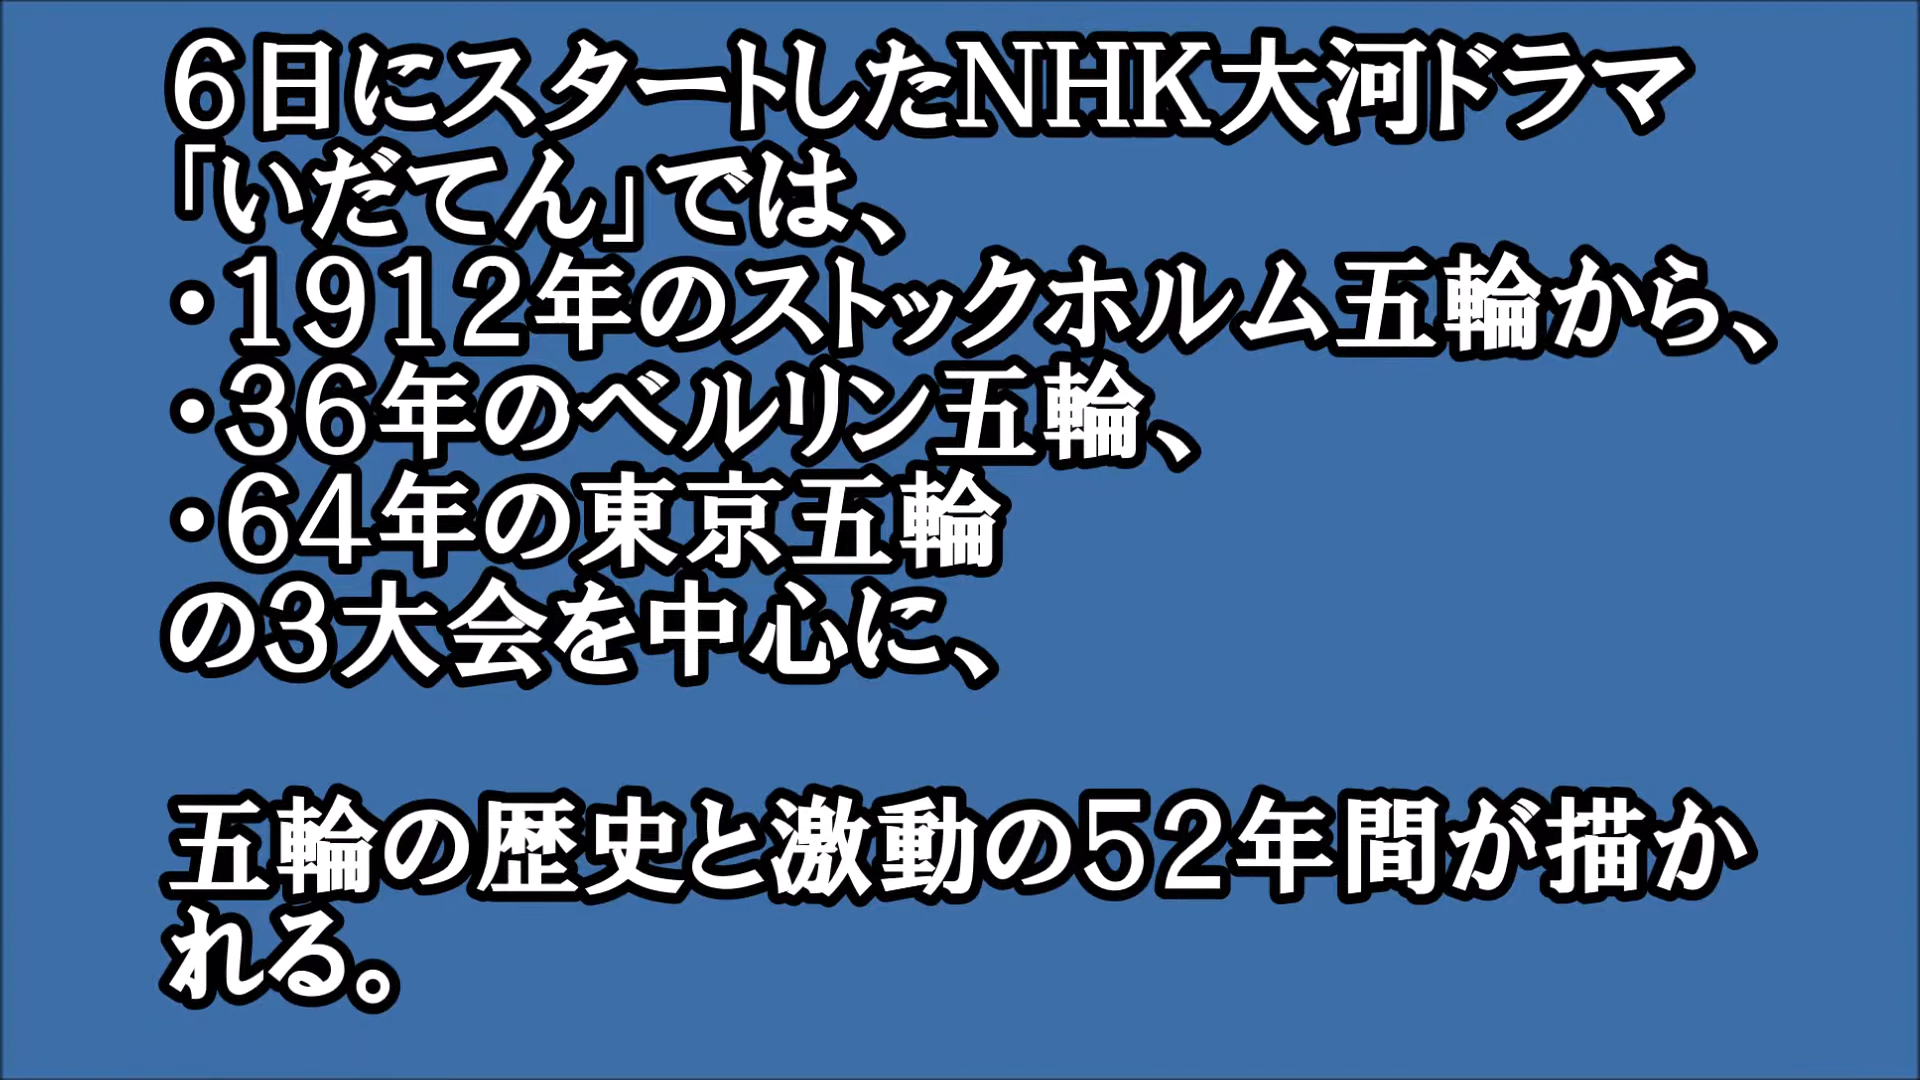 ６日にスタートしたNHK大河ドラマ
「いだてん」では、
・１９１２年のストックホルム五輪から、
・３６年のベルリン五輪、
・６４年の東京五輪
の３大会を中心に、
五輪の歴史と激動の５２年間が描か
れる。